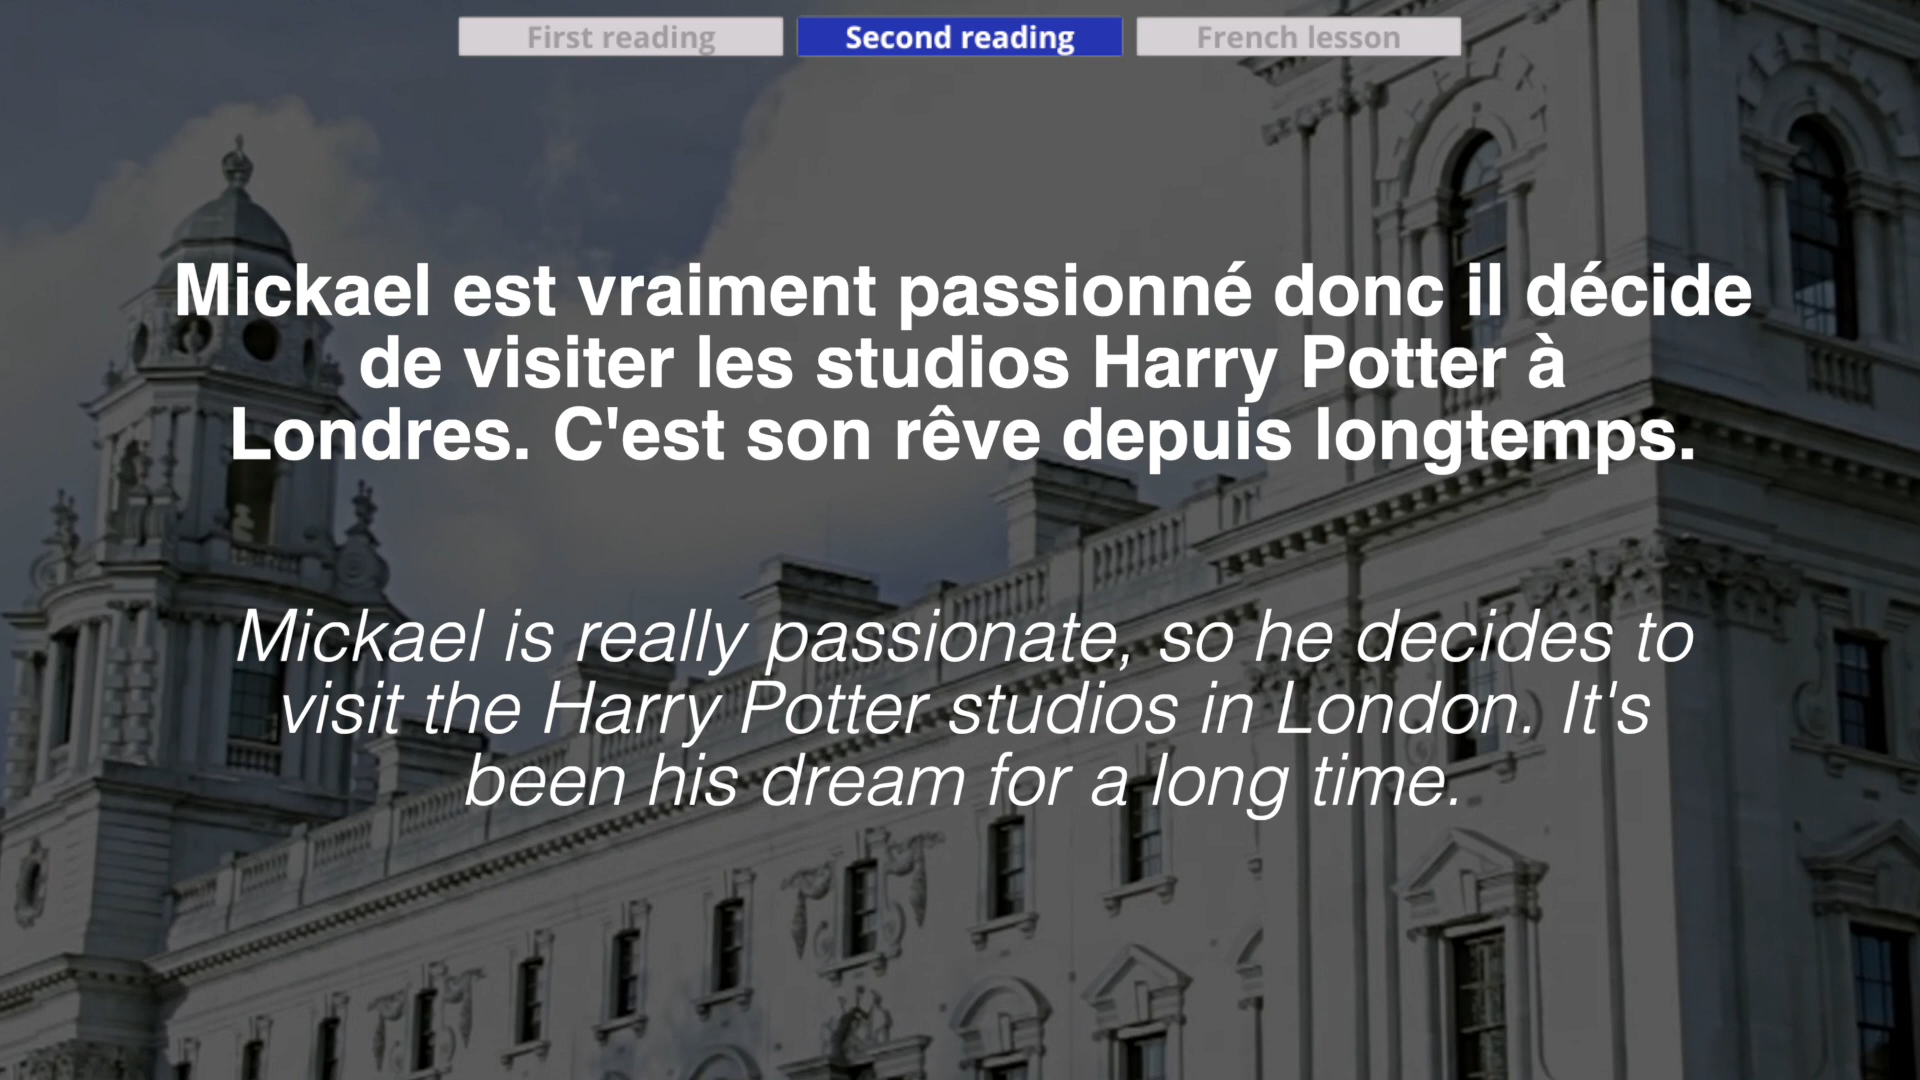 First reading
Second reading
French lesson
Mickael est vraiment passionné donc il décide
de visiter les studios Harry Potter à
Londres. C'est son rêve depuis longtemps.
Mickael is really passionate, so he decides to
visit the Harry Potter studios in London. It's
been his dream for a long time.